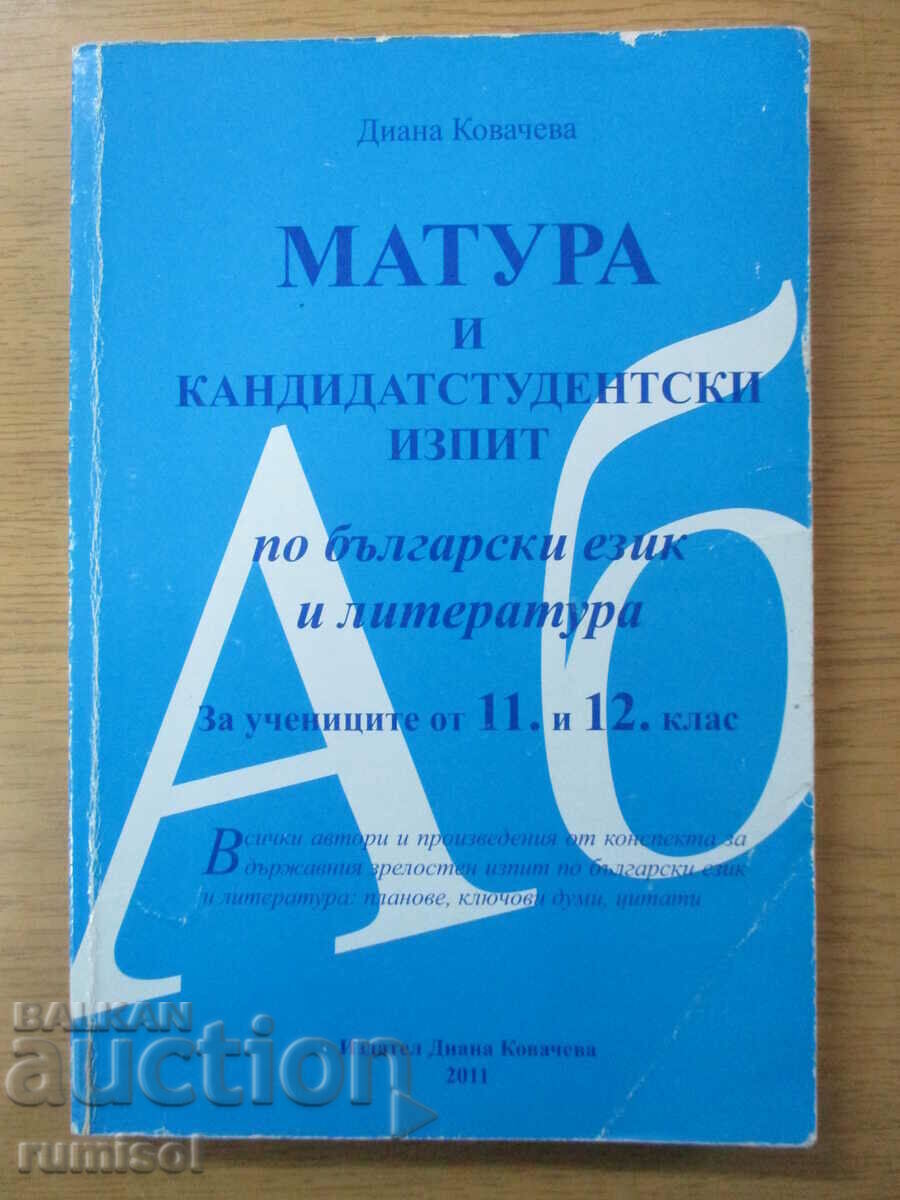 Диана Ковачева
МАТУРА
И
КАНДИДАТСТУДЕНТСКИ
ИЗПИТ
по български език
и литература
За учениците от 11. и 12. клас
Всички автори и произведения от конспекта за
държавния зрелостен изпит по български език
и литература: планове, ключови думи, цитати
Аб
Издател Диана Ковачева
2011
BALKAN
auction
rumisol